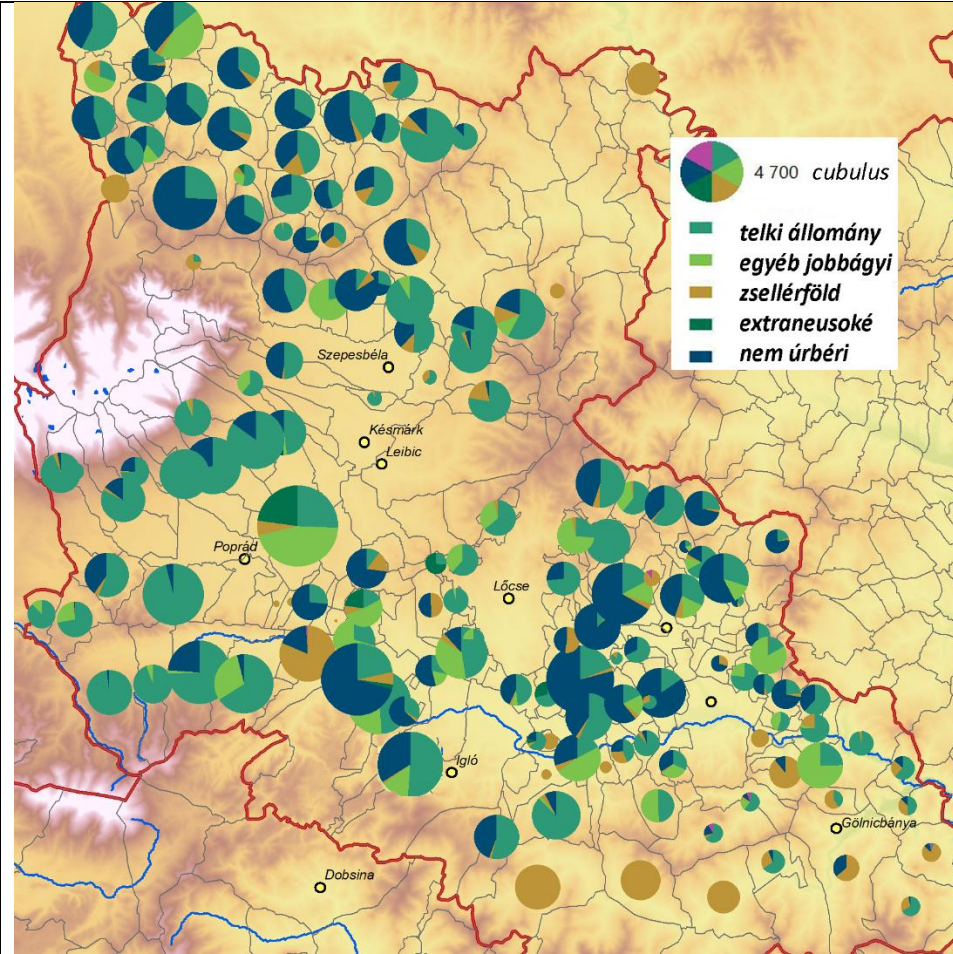 4 700 cubulus
telki állomány
egyéb jobbágyi
zsellérföld
extraneusoké
nem úrbéri
Szepesbéla
Késmárk
Leibic
Poprád
Lőcse
Igló
Gölnicbánya
Dobsina